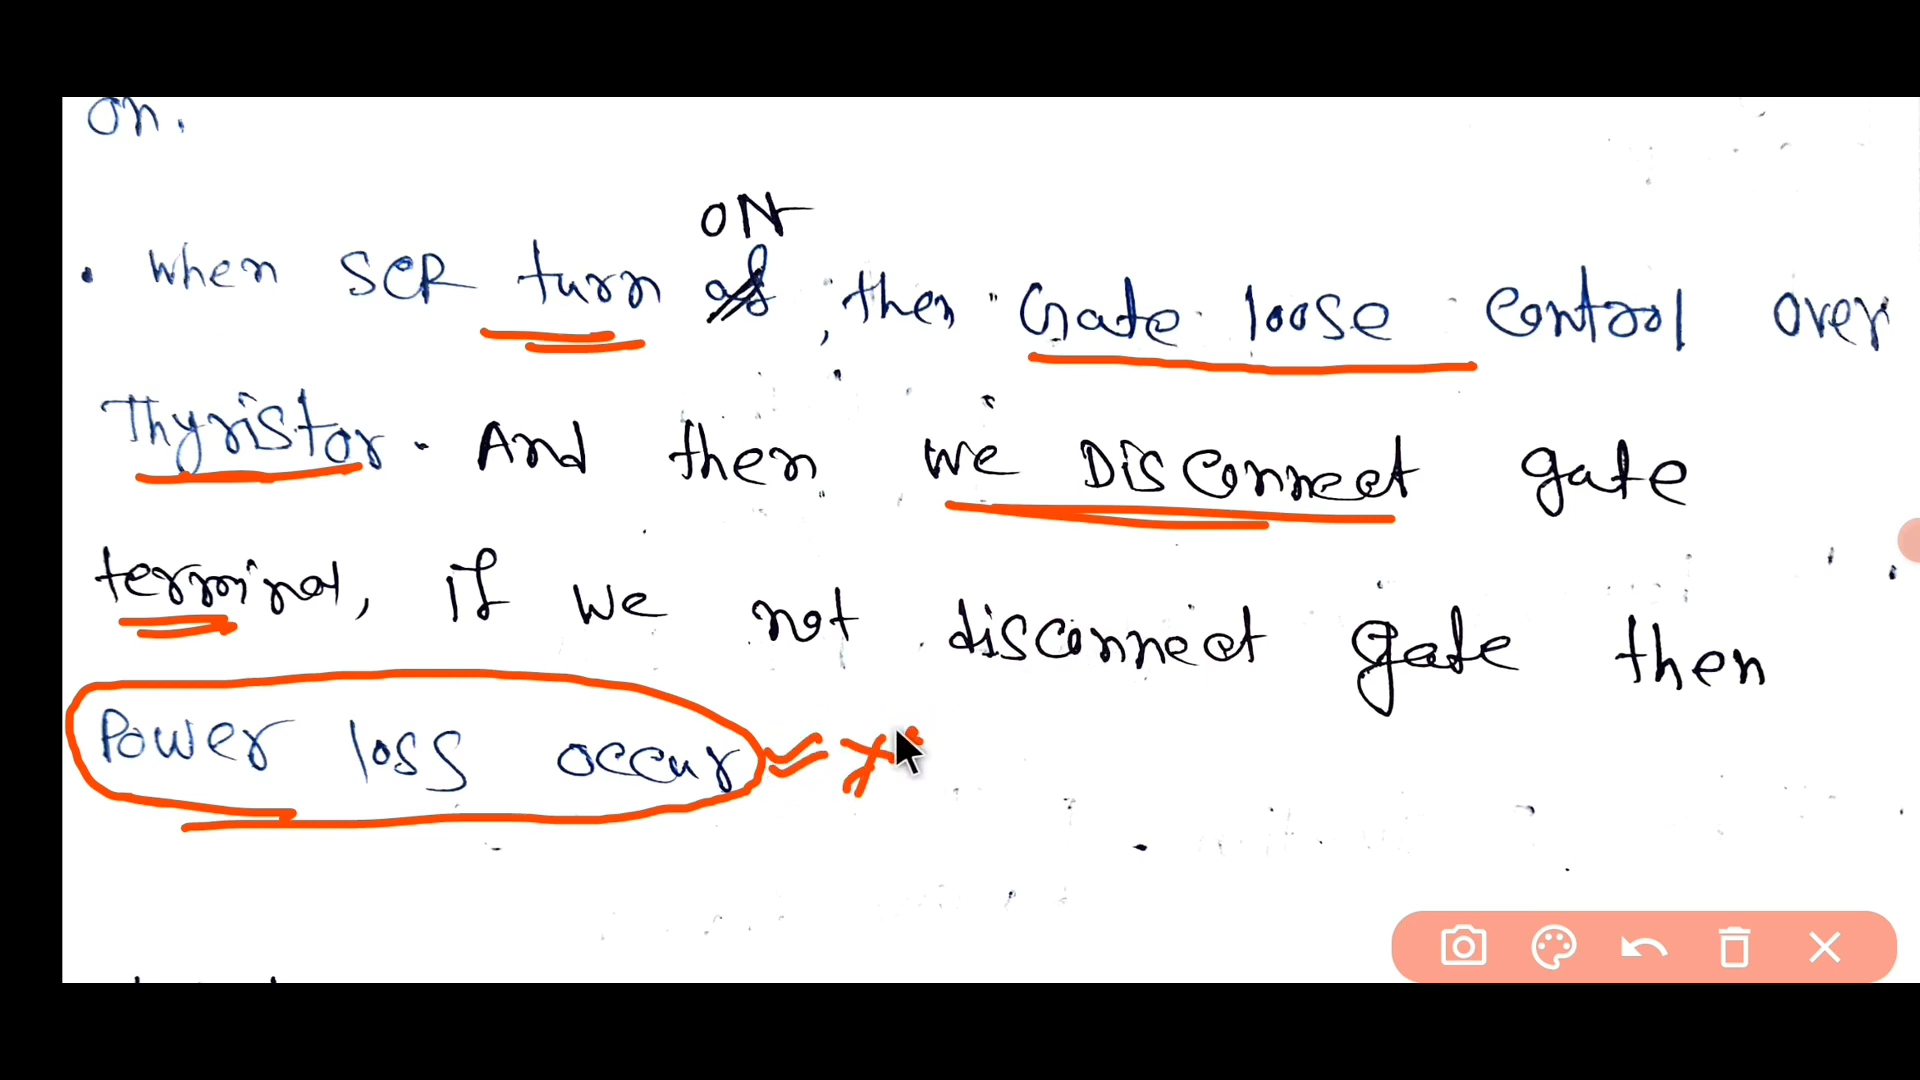 on.
ON
• When SCR turn of, then "Gate loose control over
Thyristor. And then we Disconnect gate
terminal, if we not disconnect gate then
Power loss occur